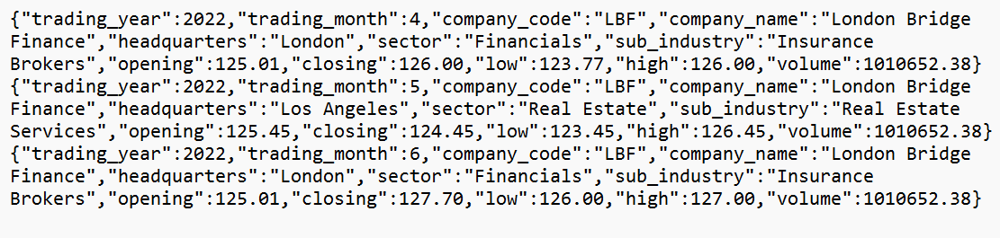 {"trading_year":2022,"trading_month":4,"company_code":"LBF","company_name":"London Bridge
Finance","headquarters":"London","sector":"Financials","sub_industry":"Insurance
Brokers","opening":125.01,"closing":126.00,"low":123.77,"high":126.00,"volume":1010652.38}
{"trading_year":2022,"trading_month":5,"company_code":"LBF","company_name":"London Bridge
Finance","headquarters":"Los Angeles","sector":"Real Estate","sub_industry":"Real Estate
Services","opening":125.45,"closing":124.45,"low":123.45,"high":126.45,"volume":1010652.38}
{"trading_year":2022,"trading_month":6,"company_code":"LBF","company_name":"London Bridge
Finance","headquarters":"London","sector":"Financials","sub_industry":"Insurance
Brokers","opening":125.01,"closing":127.70,"low":126.00,"high":127.00,"volume":1010652.38}